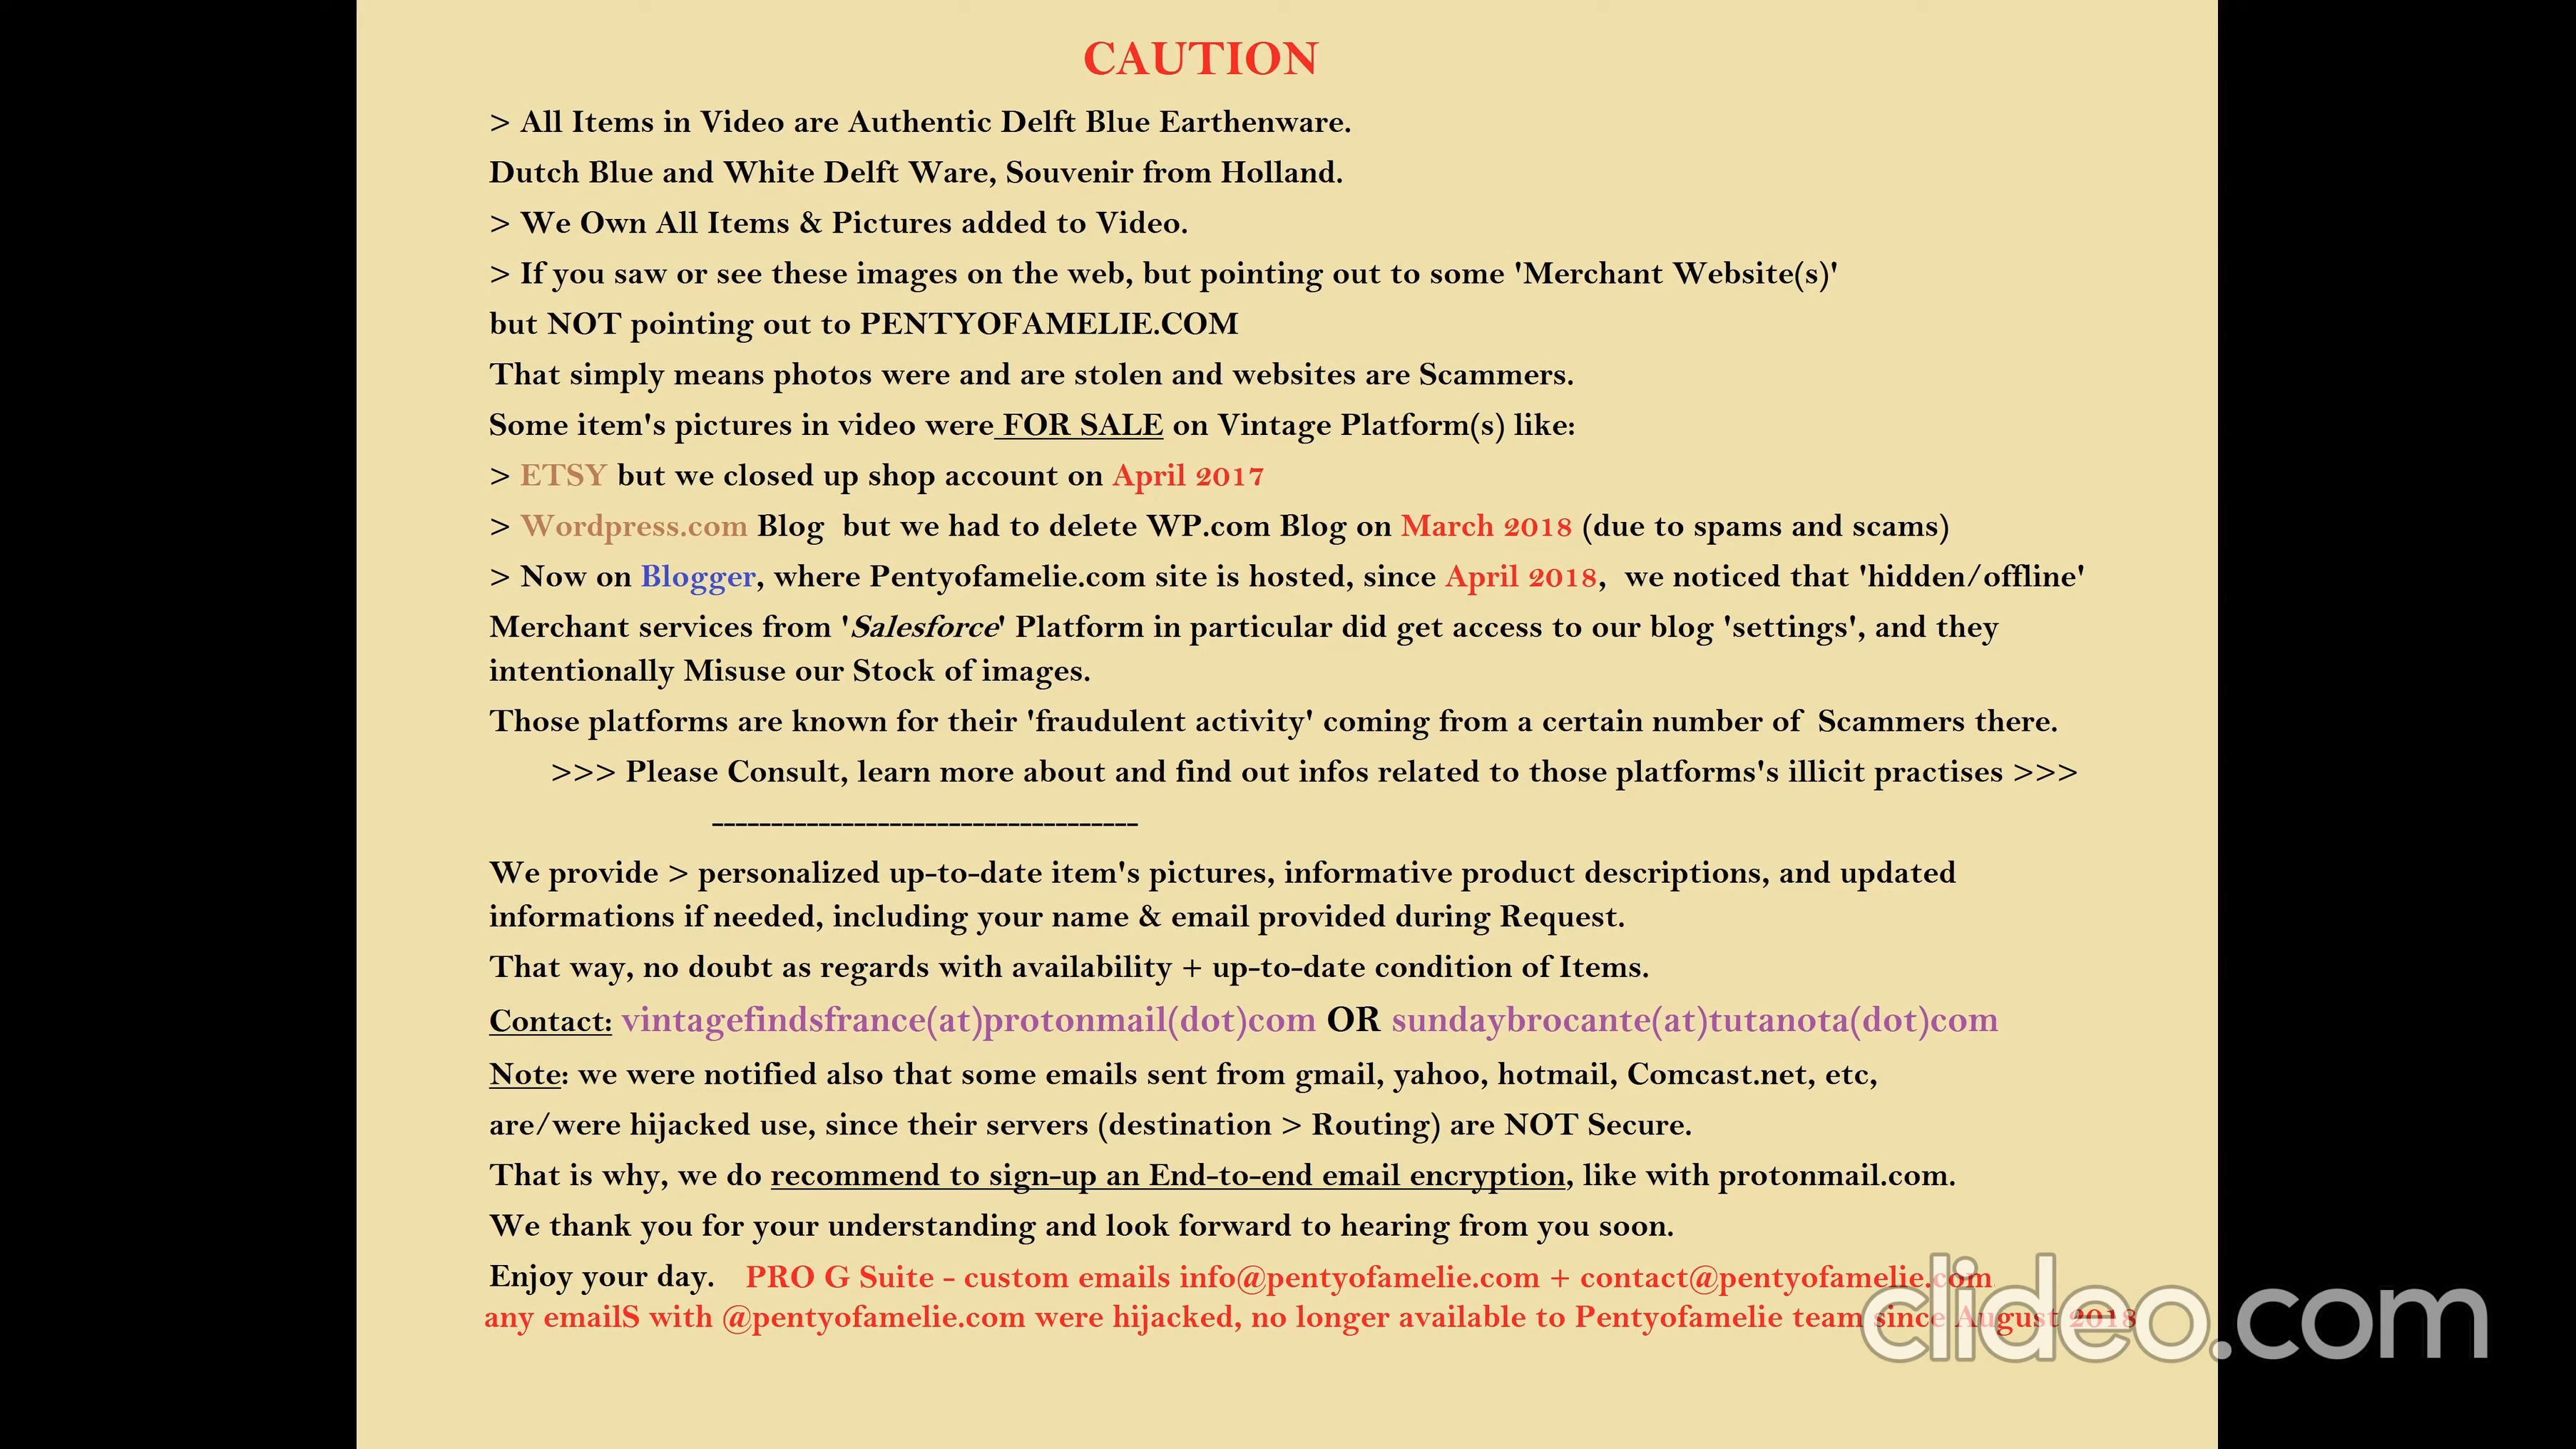 CAUTION
> All Items in Video are Authentic Delft Blue Earthenware.
Dutch Blue and White Delft Ware, Souvenir from Holland.
> We Own All Items & Pictures added to Video.
> If you saw or see these images on the web, but pointing out to some 'Merchant Website(s)'
but NOT pointing out to PENTYOFAMELIE.COM
That simply means photos were and are stolen and websites are Scammers.
Some item's pictures in video were FOR SALE on Vintage Platform(s) like:
> ETSY but we closed up shop account on April 2017
> Wordpress.com Blog  but we had to delete WP.com Blog on March 2018 (due to spams and scams)
> Now on Blogger, where Pentyofamelie.com site is hosted, since April 2018,  we noticed that 'hidden/offline'
Merchant services from 'Salesforce' Platform in particular did get access to our blog 'settings', and they
intentionally Misuse our Stock of images.
Those platforms are known for their 'fraudulent activity' coming from a certain number of  Scammers there.
>>> Please Consult, learn more about and find out infos related to those platforms's illicit practises >>>
------------------------------------
We provide > personalized up-to-date item's pictures, informative product descriptions, and updated
informations if needed, including your name & email provided during Request.
That way, no doubt as regards with availability + up-to-date condition of Items.
Contact: vintagefindsfrance(at)protonmail(dot)com OR sundaybrocante(at)tutanota(dot)com
Note: we were notified also that some emails sent from gmail, yahoo, hotmail, Comcast.net, etc,
are/were hijacked use, since their servers (destination > Routing) are NOT Secure.
That is why, we do recommend to sign-up an End-to-end email encryption, like with protonmail.com.
We thank you for your understanding and look forward to hearing from you soon.
Enjoy your day. PRO G Suite - custom emails info@pentyofamelie.com + contact@pentyofamelie.com
any emailS with @pentyofamelie.com were hijacked, no longer available to Pentyofamelie team since August 2018
clideo.com